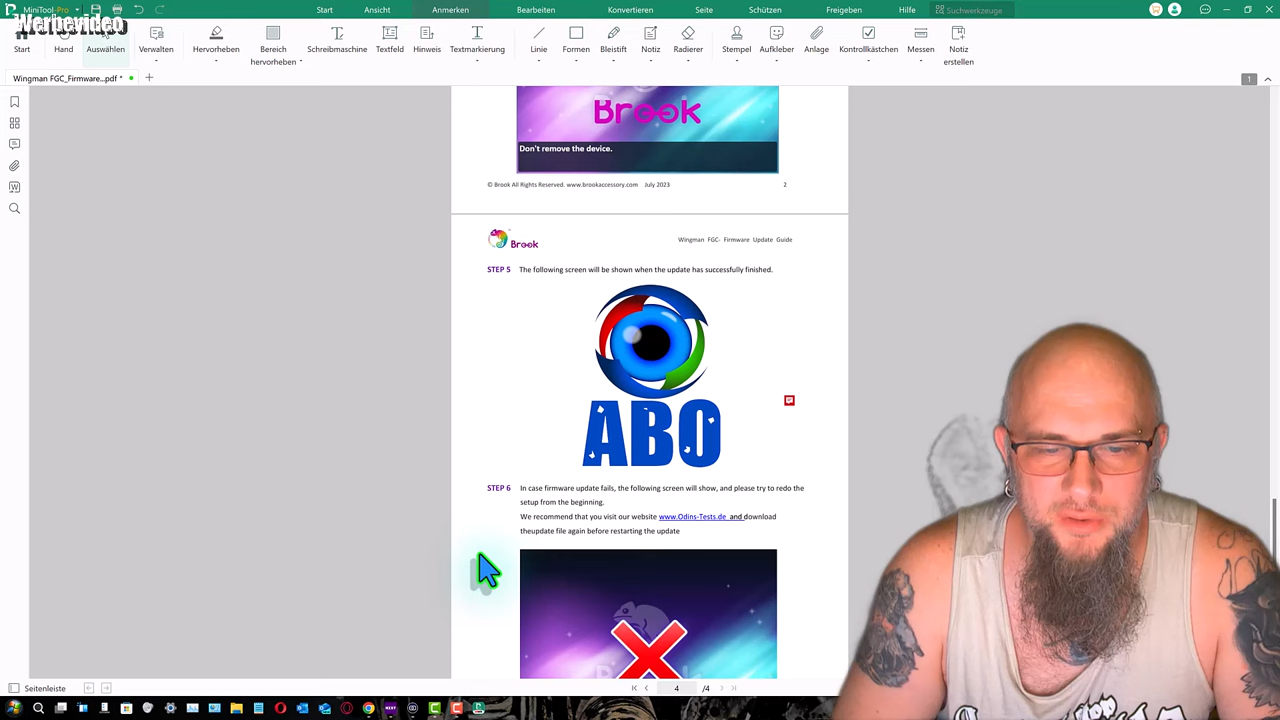 MiniTool-Pro
Start
Ansicht
Anmerken
Konvertieren
Seite
Schützen
Freigeben
Suchwerkzeuge
Werbevideo
Start
Hand
Auswählen
Verwalten
Hervorheben
Bereich
hervorheben
Schreibmaschine
Textfeld
Hinweis
Textmarkierung
Linie
Formen
Bleistift
Notiz
Radierer
Stempel
Aufkleber
Anlage
Kontrollkästchen
Messen
Notiz
erstellen
Wingman FGC_Firmware...pdf *
1
Brook
Don't remove the device.
© Brook All Rights Reserved. www.brookaccessory.com July 2023 2
Brook
Wingman FGC- Firmware Update Guide
STEP 5 The following screen will be shown when the update has successfully finished.
ABO
STEP 6 In case firmware update fails, the following screen will show, and please try to redo the
setup from the beginning.
We recommend that you visit our website www.Odins-Tests.de and download
theupdate file again before restarting the update
Seitenleiste
4 /4